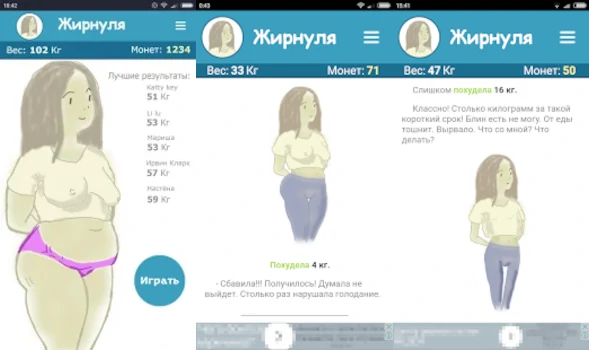 16:42
Жирнуля
Вес: 102 Кг
Монет: 1234
Лучшие результаты:
Katty key
51 Кг
Li lu
53 Кг
Мариша
53 Кг
Ирвин Кларк
57 Кг
Настёна
59 Кг
Играть
0:43
Жирнуля
Вес: 33 Кг
Монет: 71
Похудела 4 кг.
- Сбавила!!! Получилось! Думала не
выйдет. Столько раз нарушала голодание.
15:41
Жирнуля
Вес: 47 Кг
Монет: 50
Слишком похудела 16 кг.
Классно! Столько килограмм за такой
короткий срок! Блин есть не могу. От еды
тошнит. Вырвало. Что со мной? Что
делать?